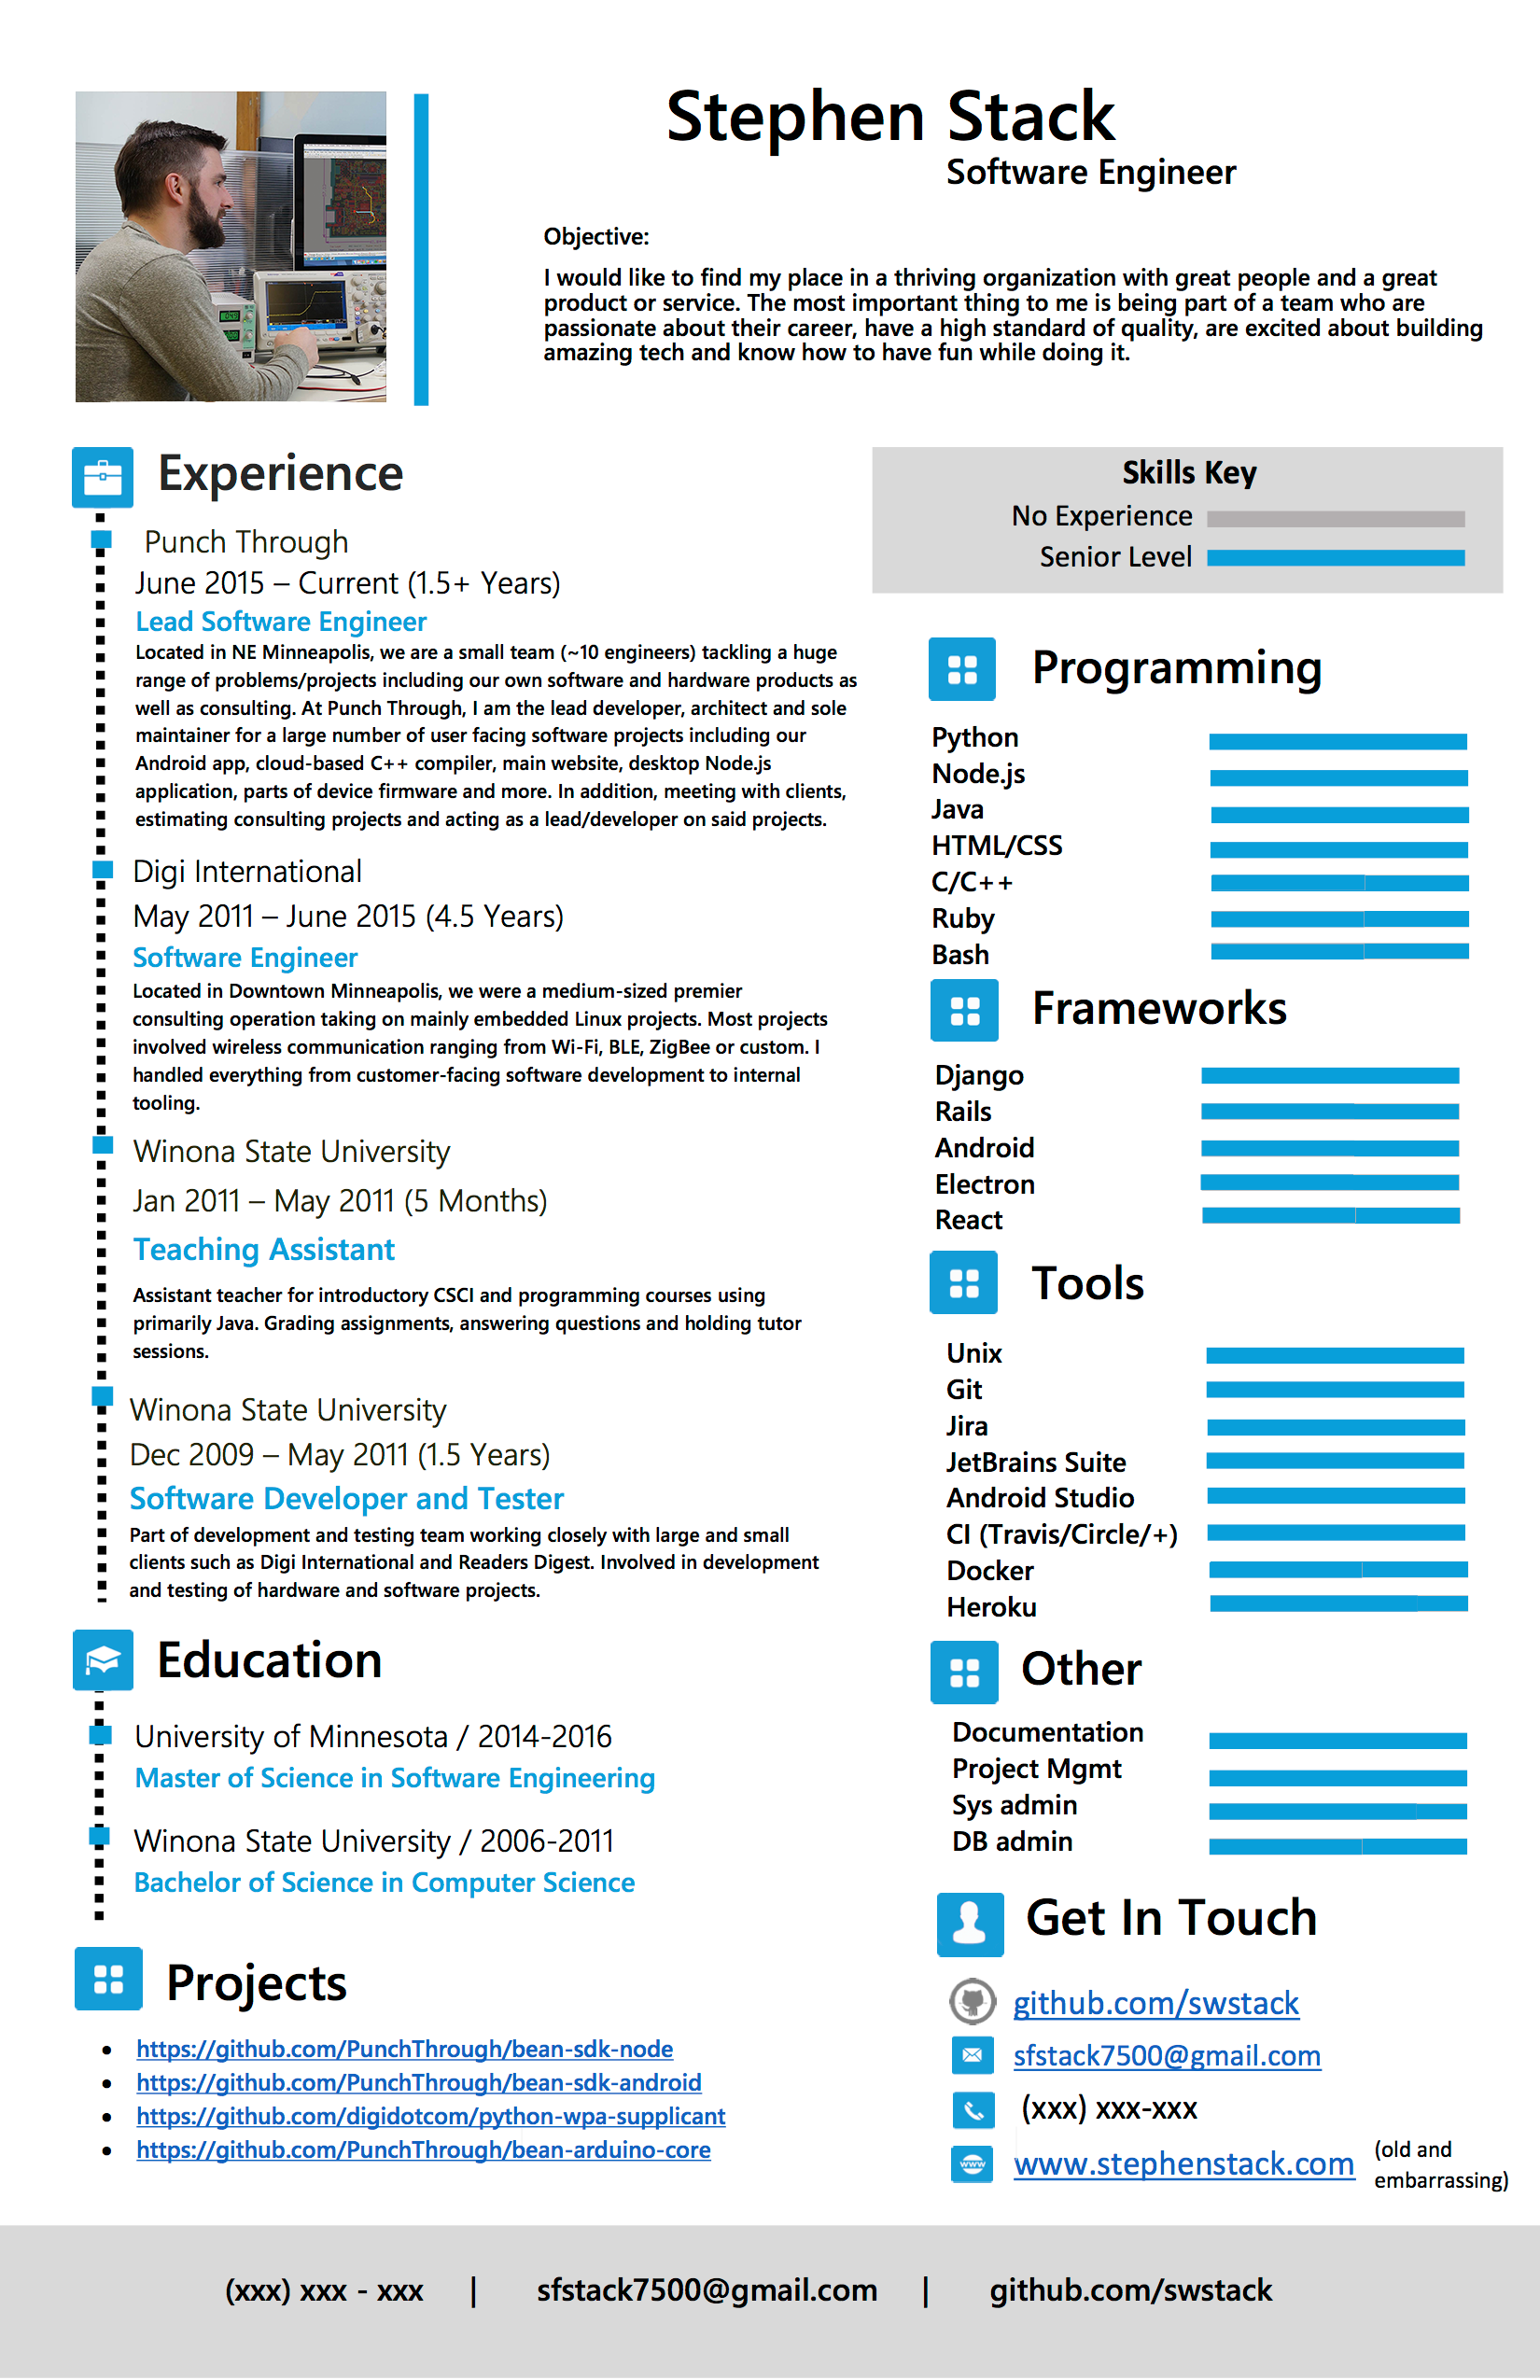 Stephen Stack
Software Engineer
Objective:
I would like to find my place in a thriving organization with great people and a great
product or service. The most important thing to me is being part of a team who are
passionate about their career, have a high standard of quality, are excited about building
amazing tech and know how to have fun while doing it.
Experience
Punch Through
June 2015 – Current (1.5+ Years)
Lead Software Engineer
Located in NE Minneapolis, we are a small team (~10 engineers) tackling a huge
range of problems/projects including our own software and hardware products as
well as consulting. At Punch Through, I am the lead developer, architect and sole
maintainer for a large number of user facing software projects including our
Android app, cloud-based C++ compiler, main website, desktop Node.js
application, parts of device firmware and more. In addition, meeting with clients,
estimating consulting projects and acting as a lead/developer on said projects.
Digi International
May 2011 – June 2015 (4.5 Years)
Software Engineer
Located in Downtown Minneapolis, we were a medium-sized premier
consulting operation taking on mainly embedded Linux projects. Most projects
involved wireless communication ranging from Wi-Fi, BLE, ZigBee or custom. I
handled everything from customer-facing software development to internal
tooling.
Winona State University
Jan 2011 – May 2011 (5 Months)
Teaching Assistant
Assistant teacher for introductory CSCI and programming courses using
primarily Java. Grading assignments, answering questions and holding tutor
sessions.
Winona State University
Dec 2009 – May 2011 (1.5 Years)
Software Developer and Tester
Part of development and testing team working closely with large and small
clients such as Digi International and Readers Digest. Involved in development
and testing of hardware and software projects.
Education
University of Minnesota / 2014-2016
Master of Science in Software Engineering
Winona State University / 2006-2011
Bachelor of Science in Computer Science
Projects
• https://github.com/PunchThrough/bean-sdk-node
• https://github.com/PunchThrough/bean-sdk-android
• https://github.com/digidotcom/python-wpa-supplicant
• https://github.com/PunchThrough/bean-arduino-core
Skills Key
No Experience
Senior Level
Programming
Python
Node.js
Java
HTML/CSS
C/C++
Ruby
Bash
Frameworks
Django
Rails
Android
Electron
React
Tools
Unix
Git
Jira
JetBrains Suite
Android Studio
CI (Travis/Circle/+)
Docker
Heroku
Other
Documentation
Project Mgmt
Sys admin
DB admin
Get In Touch
github.com/swstack
sfstack7500@gmail.com
(xxx) xxx-xxx
www.stephenstack.com (old and
embarrassing)
(xxx) xxx - xxx | sfstack7500@gmail.com | github.com/swstack